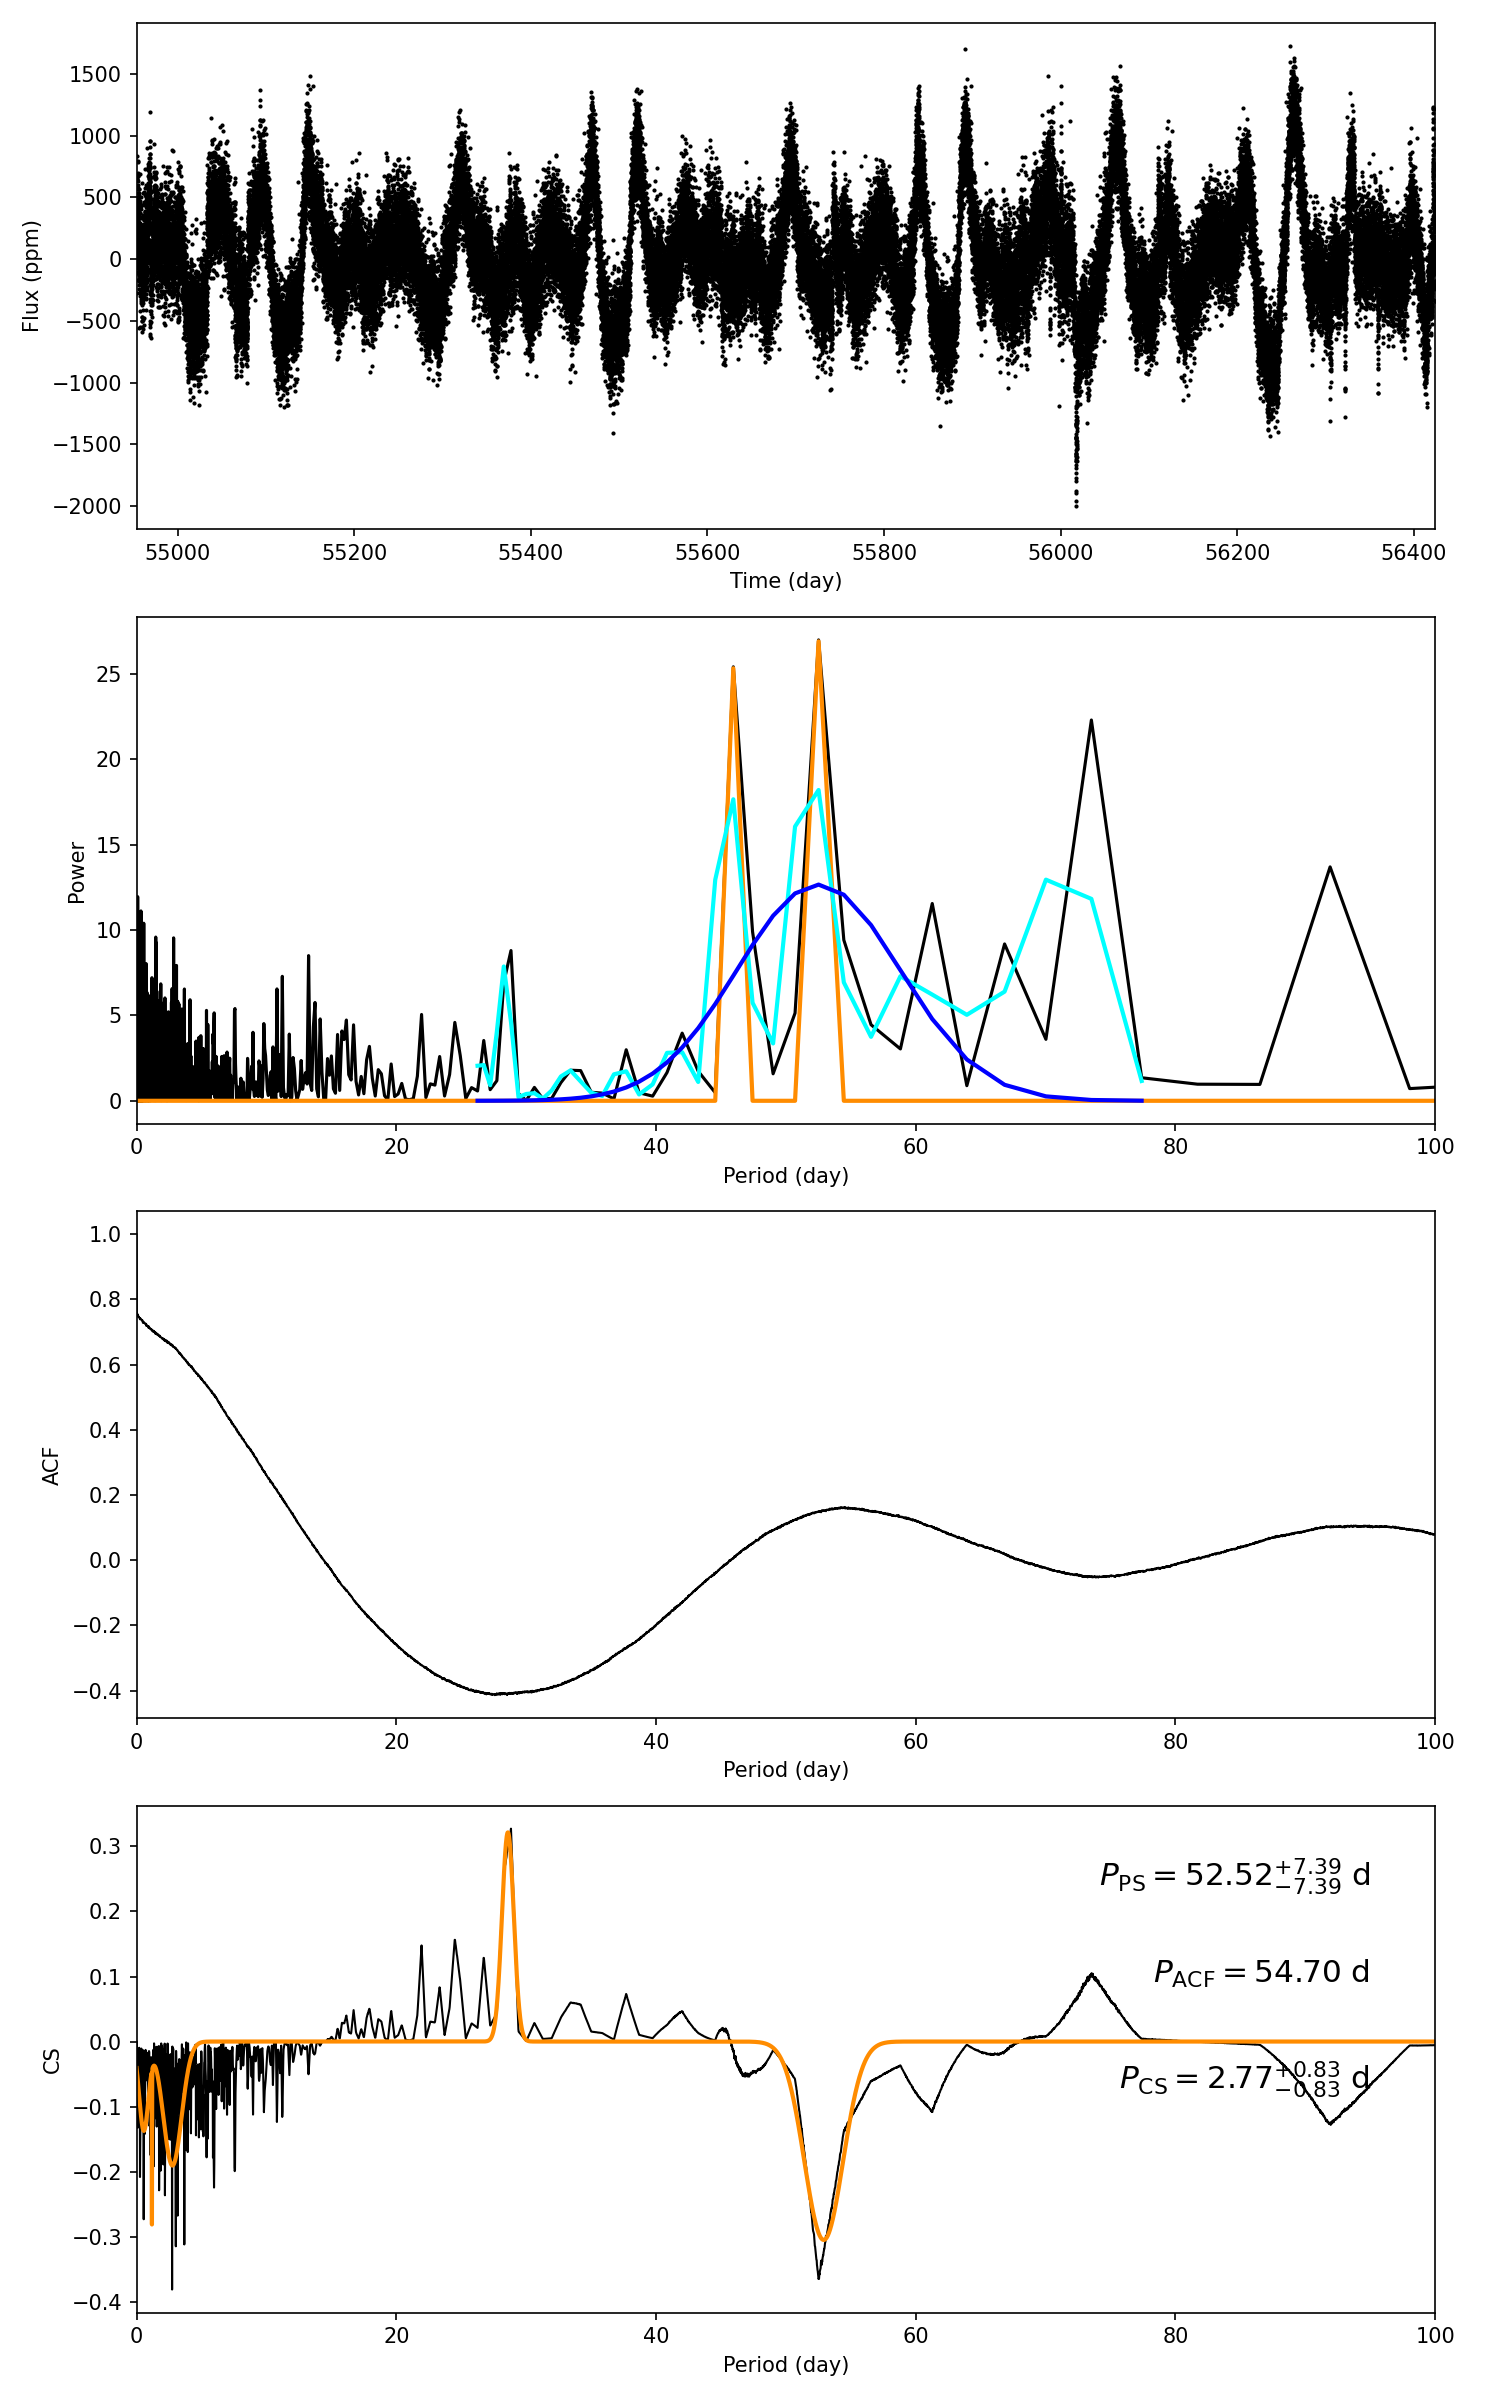 1500
1000
500
0
−500
−1000
−1500
−2000
Flux (ppm)
55000 55200 55400 55600 55800 56000 56200 56400
Time (day)
25
20
15
10
5
0
Power
0 20 40 60 80 100
Period (day)
1.0
0.8
0.6
0.4
0.2
0.0
−0.2
−0.4
ACF
0 20 40 60 80 100
Period (day)
0.3
0.2
0.1
0.0
−0.1
−0.2
−0.3
−0.4
CS
P_PS = 52.52 +7.39 −7.39 d
P_ACF = 54.70 d
P_CS = 2.77 +0.83 −0.83 d
0 20 40 60 80 100
Period (day)